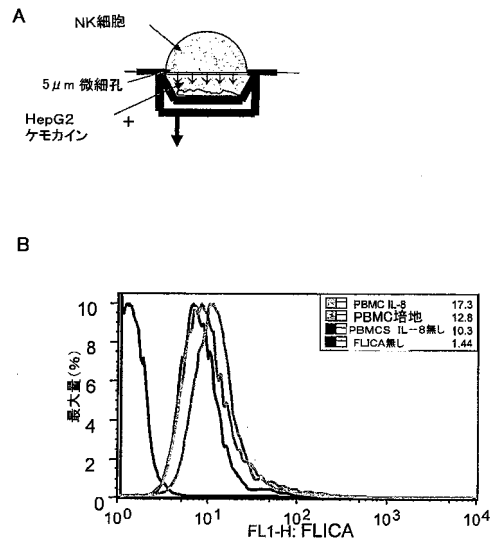 A
NK細胞
5μm 微細孔
HepG2
ケモカイン
+
B
PBMC IL-8 17.3
PBMC培地 12.8
PBMCS IL--8無し 10.3
FLICA無し 1.44
最大量(%)
10
8
6
4
2
0
10⁰ 10¹ 10² 10³ 10⁴
FL1-H: FLICA